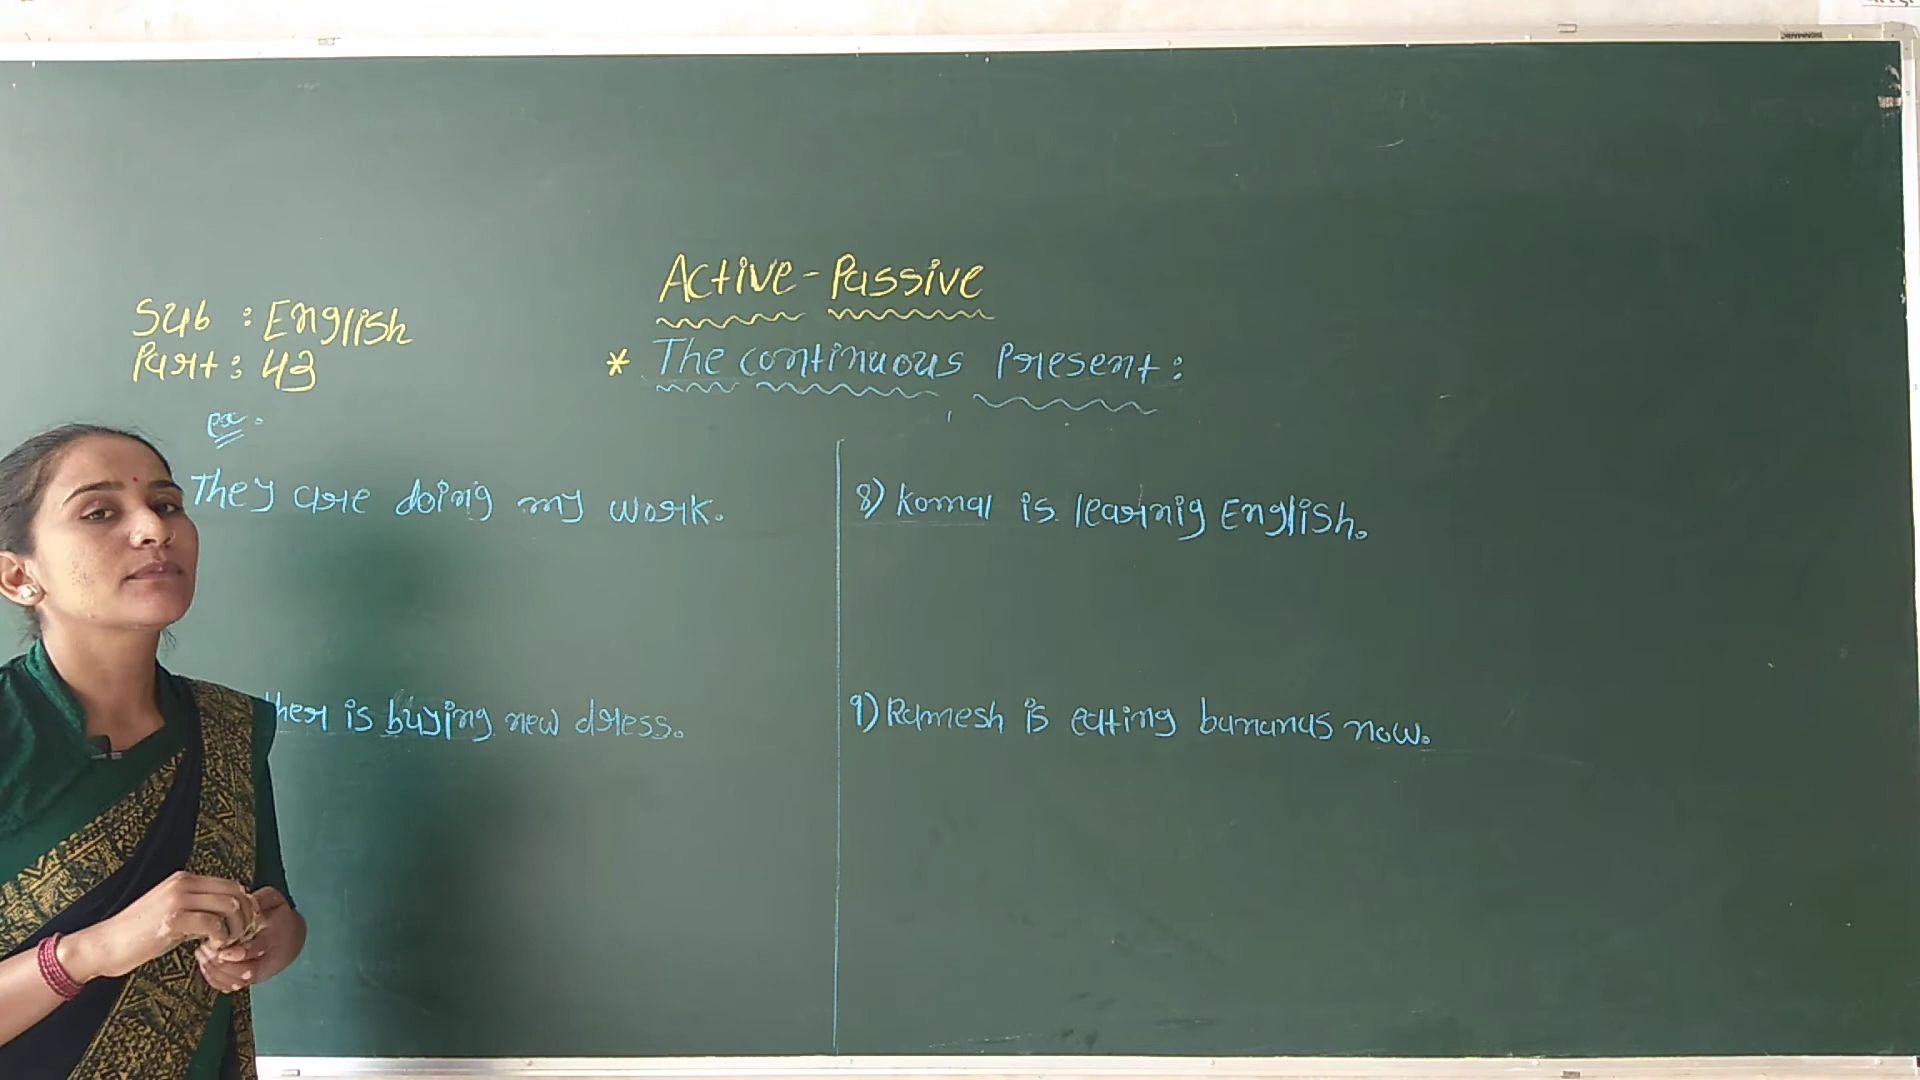 Active-Passive
Sub : English
Part : 43
* The continuous Present :
ex.
They are doing my work.
is buying new dress.
8) Komal is learnig English.
9) Ramesh is eating bananas now.